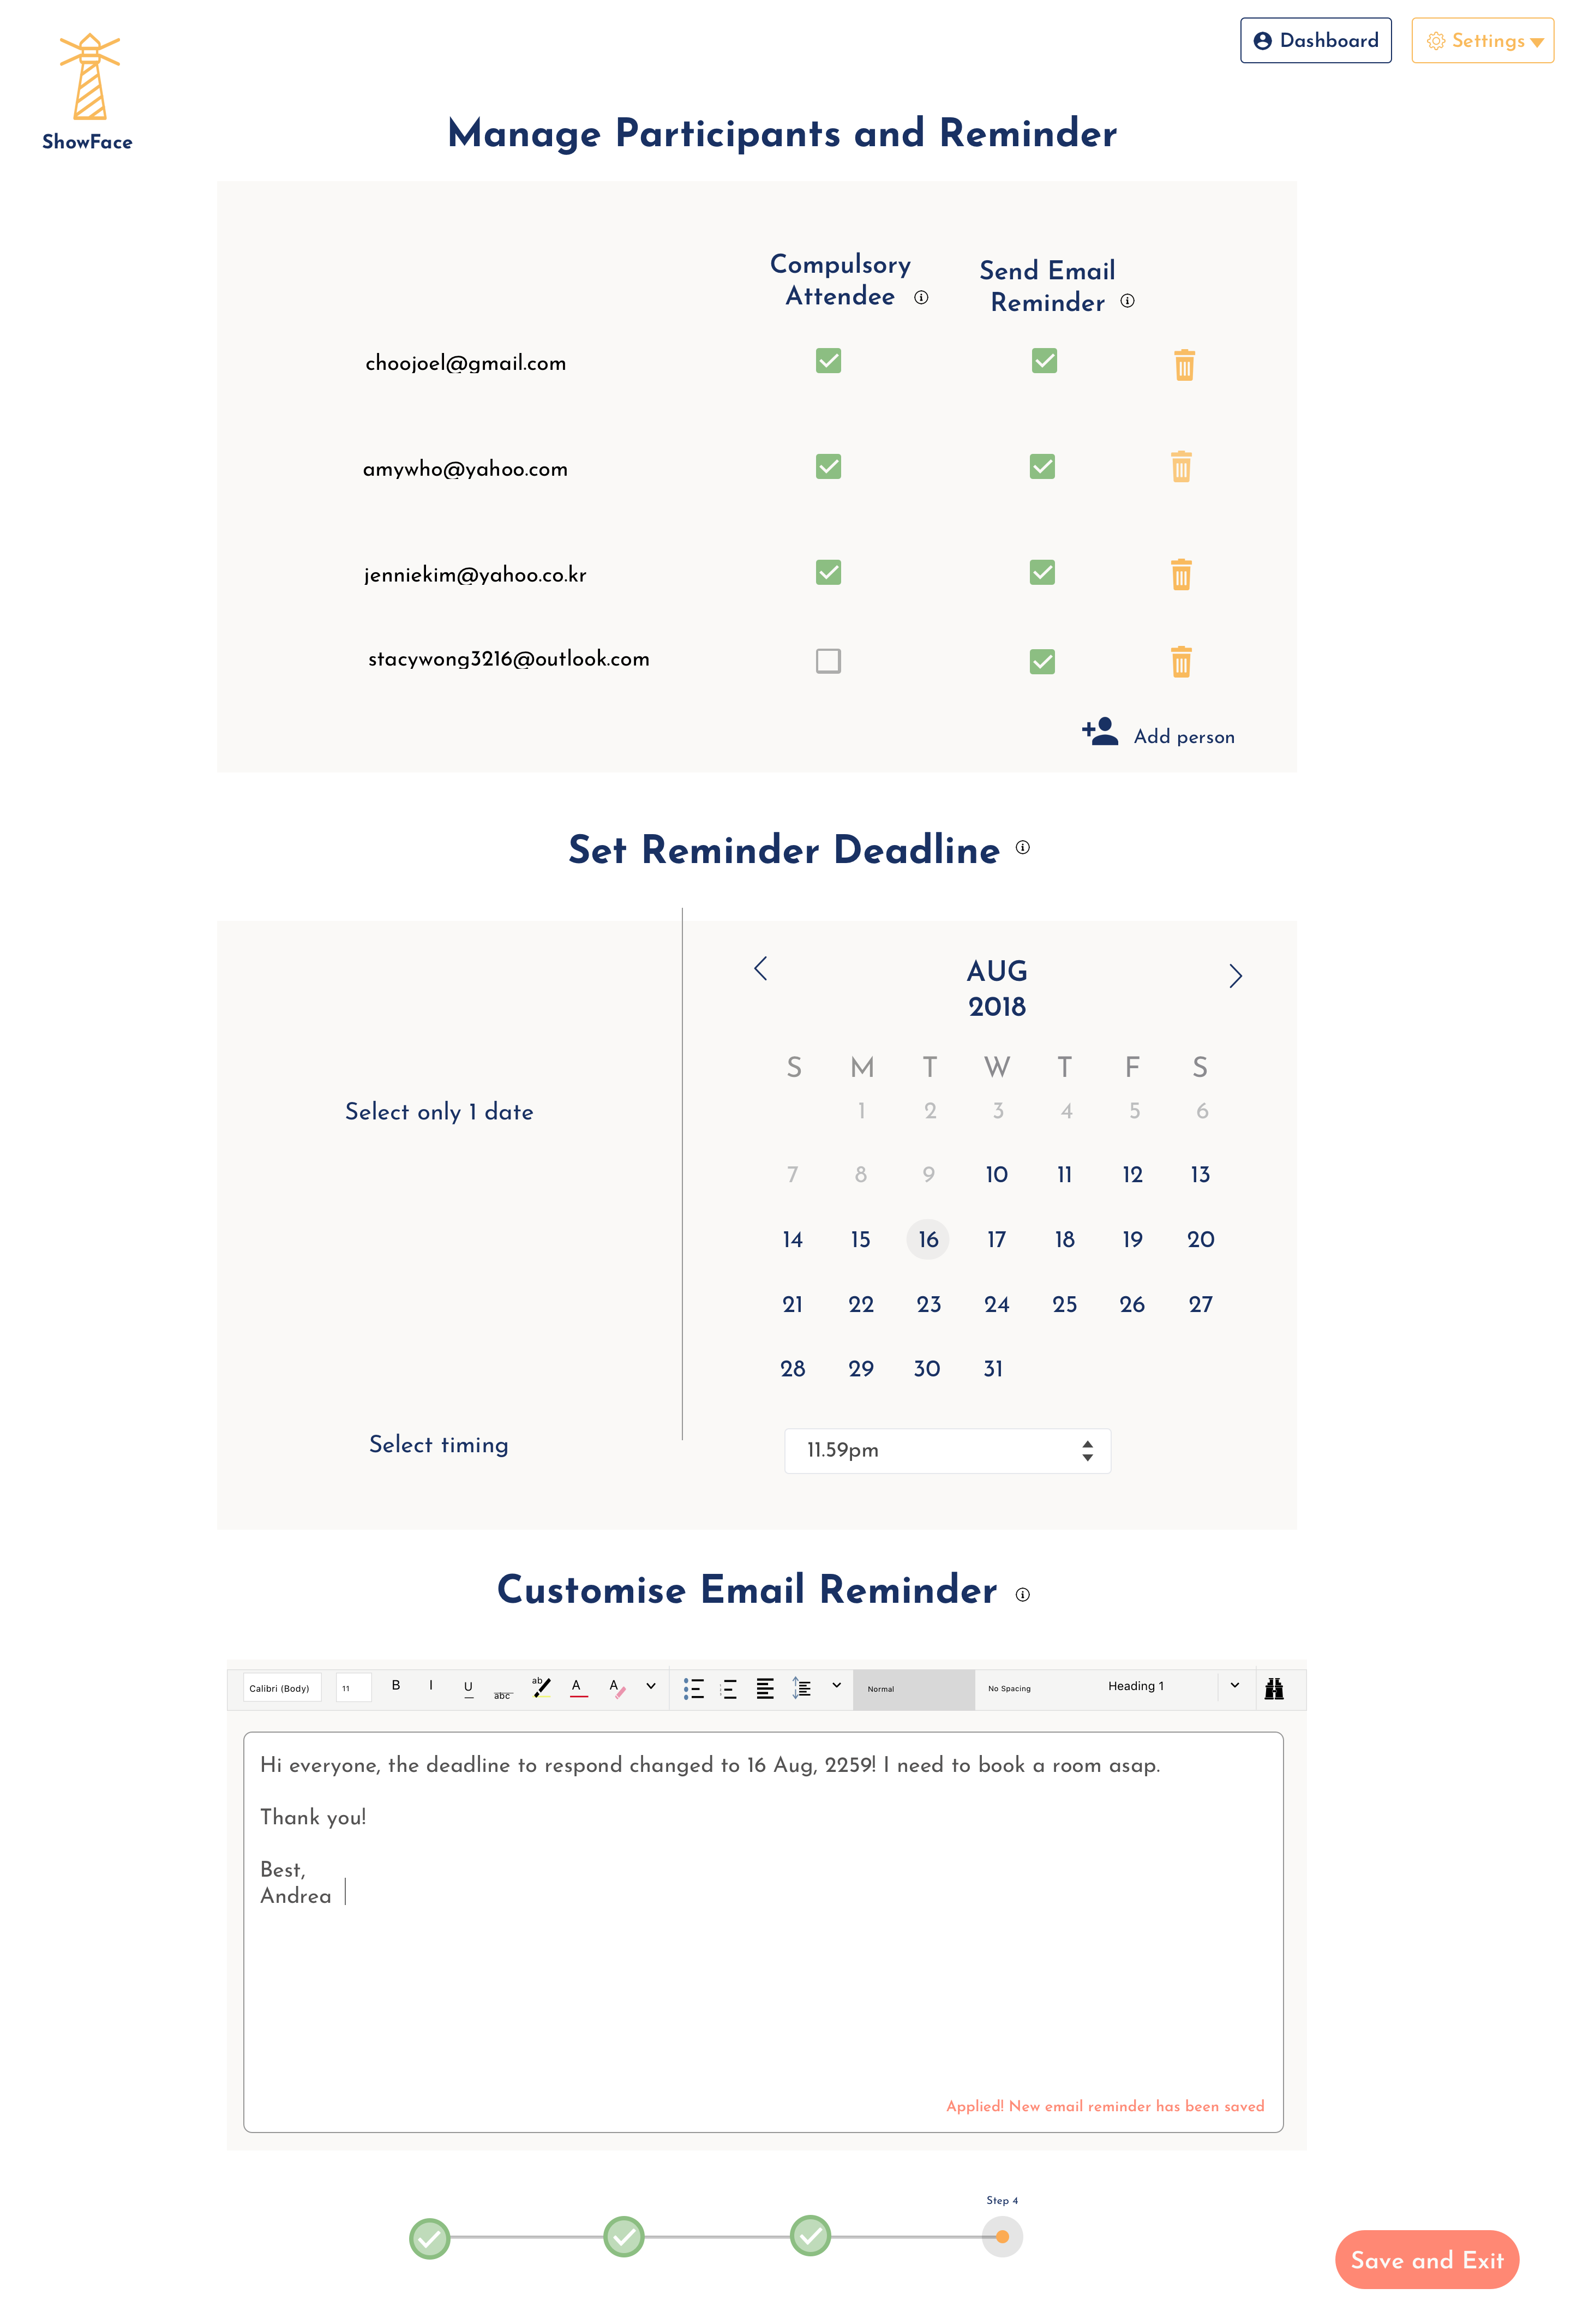 Dashboard
Settings
ShowFace
Manage Participants and Reminder
Compulsory
Attendee
Send Email
Reminder
choojoel@gmail.com
amywho@yahoo.com
jenniekim@yahoo.co.kr
stacywong3216@outlook.com
Add person
Set Reminder Deadline
AUG
2018
S M T W T F S
1 2 3 4 5 6
7 8 9 10 11 12 13
14 15 16 17 18 19 20
21 22 23 24 25 26 27
28 29 30 31
Select only 1 date
Select timing
11.59pm
Customise Email Reminder
Calibri (Body) 11 B I U abc ab A A Normal No Spacing Heading 1
Hi everyone, the deadline to respond changed to 16 Aug, 2259! I need to book a room asap.
Thank you!
Best,
Andrea
Applied! New email reminder has been saved
Step 4
Save and Exit